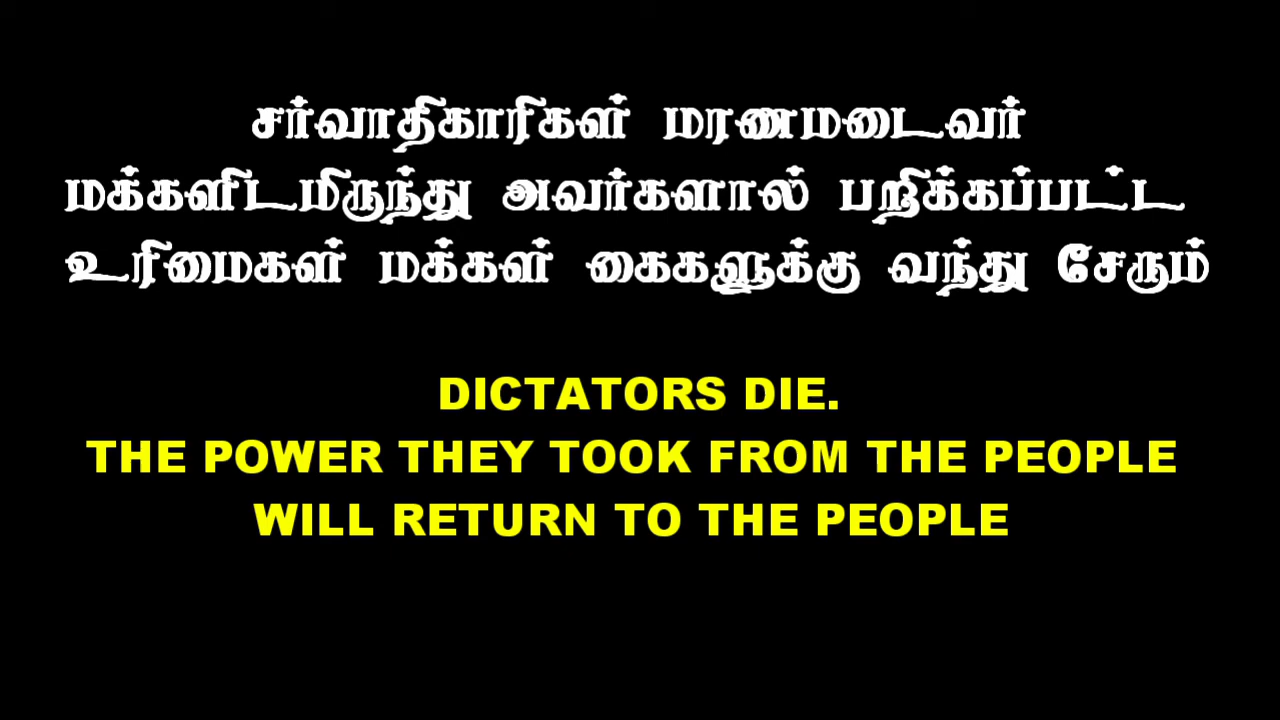 சர்வாதிகாரிகள் மரணமடைவர்
மக்களிடமிருந்து அவர்களால் பறிக்கப்பட்ட
உரிமைகள் மக்கள் கைகளுக்கு வந்து சேரும்
DICTATORS DIE.
THE POWER THEY TOOK FROM THE PEOPLE
WILL RETURN TO THE PEOPLE